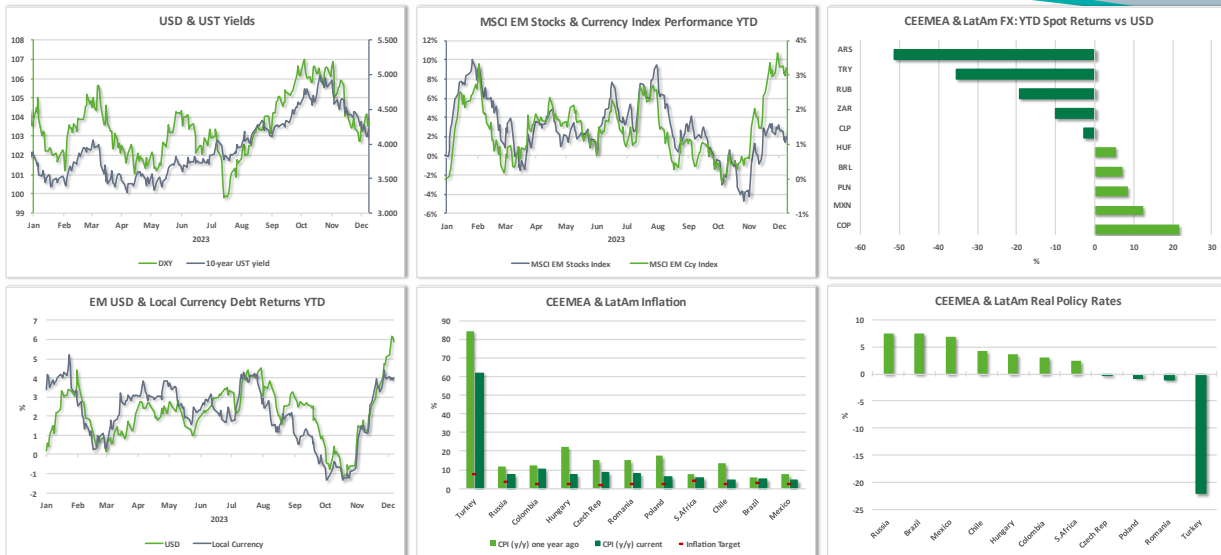 USD & UST Yields
108
107
106
105
104
103
102
101
100
99
5.500
5.000
4.500
4.000
3.500
3.000
Jan Feb Mar Apr May Jun Jul Aug Sep Oct Nov Dec
2023
DXY 10-year UST yield
MSCI EM Stocks & Currency Index Performance YTD
12%
10%
8%
6%
4%
2%
0%
-2%
-4%
-6%
4%
3%
2%
1%
0%
-1%
Jan Feb Mar Apr May Jun Jul Aug Sep Oct Nov Dec
2023
MSCI EM Stocks Index MSCI EM Ccy Index
CEEMEA & LatAm FX: YTD Spot Returns vs USD
ARS
TRY
RUB
ZAR
CLP
HUF
BRL
PLN
MXN
COP
-60 -50 -40 -30 -20 -10 0 10 20 30
%
EM USD & Local Currency Debt Returns YTD
7
6
5
4
3
2
1
0
-1
-2
%
Jan Feb Mar Apr May Jun Jul Aug Sep Oct Nov Dec
2023
USD Local Currency
CEEMEA & LatAm Inflation
90
80
70
60
50
40
30
20
10
0
%
Turkey Russia Colombia Hungary Czech Rep Romania Poland S.Africa Chile Brazil Mexico
CPI (y/y) one year ago CPI (y/y) current Inflation Target
CEEMEA & LatAm Real Policy Rates
10
5
0
-5
-10
-15
-20
-25
%
Russia Brazil Mexico Chile Hungary Colombia S.Africa Czech Rep Poland Romania Turkey